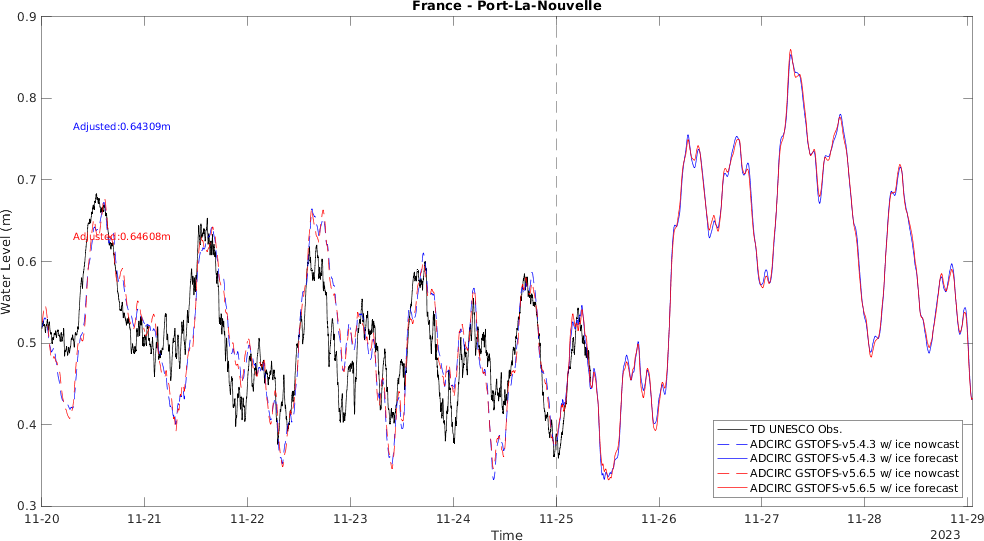 France - Port-La-Nouvelle
0.9
0.8
0.7
0.6
0.5
0.4
0.3
Water Level (m)
Adjusted:0.64309m
Adjusted:0.64608m
TD UNESCO Obs.
ADCIRC GSTOFS-v5.4.3 w/ ice nowcast
ADCIRC GSTOFS-v5.4.3 w/ ice forecast
ADCIRC GSTOFS-v5.6.5 w/ ice nowcast
ADCIRC GSTOFS-v5.6.5 w/ ice forecast
11-20 11-21 11-22 11-23 11-24 11-25 11-26 11-27 11-28 11-29
Time
2023